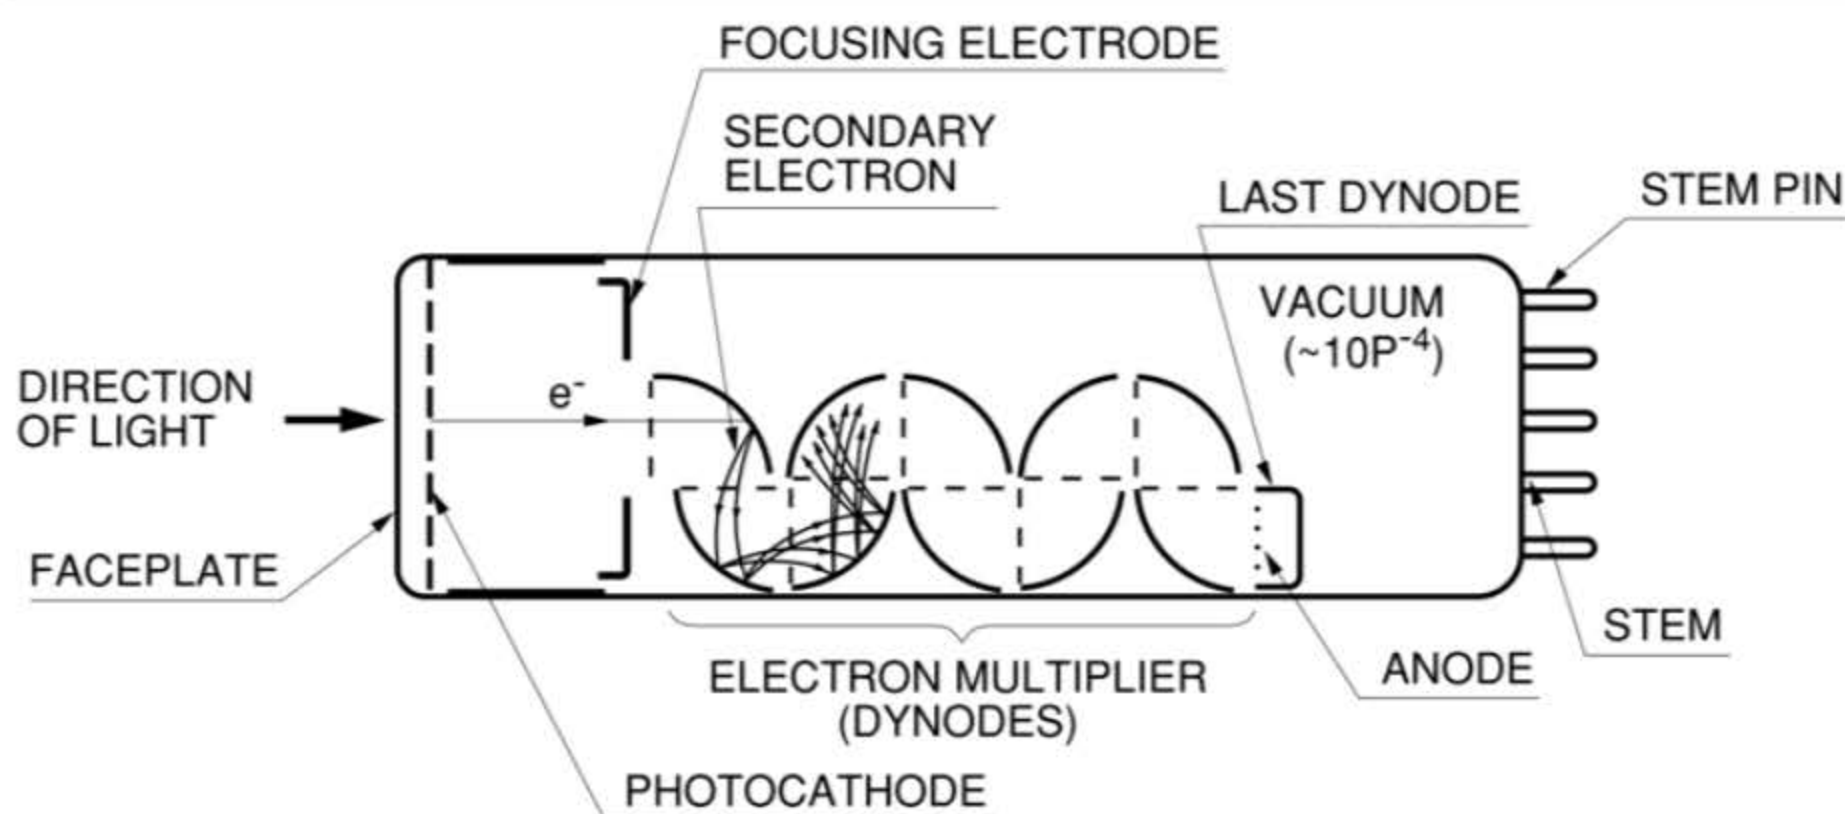 FOCUSING ELECTRODE
SECONDARY
ELECTRON
LAST DYNODE
STEM PIN
VACUUM
(~10P⁻⁴)
DIRECTION
OF LIGHT
e⁻
FACEPLATE
STEM
ANODE
ELECTRON MULTIPLIER
(DYNODES)
PHOTOCATHODE